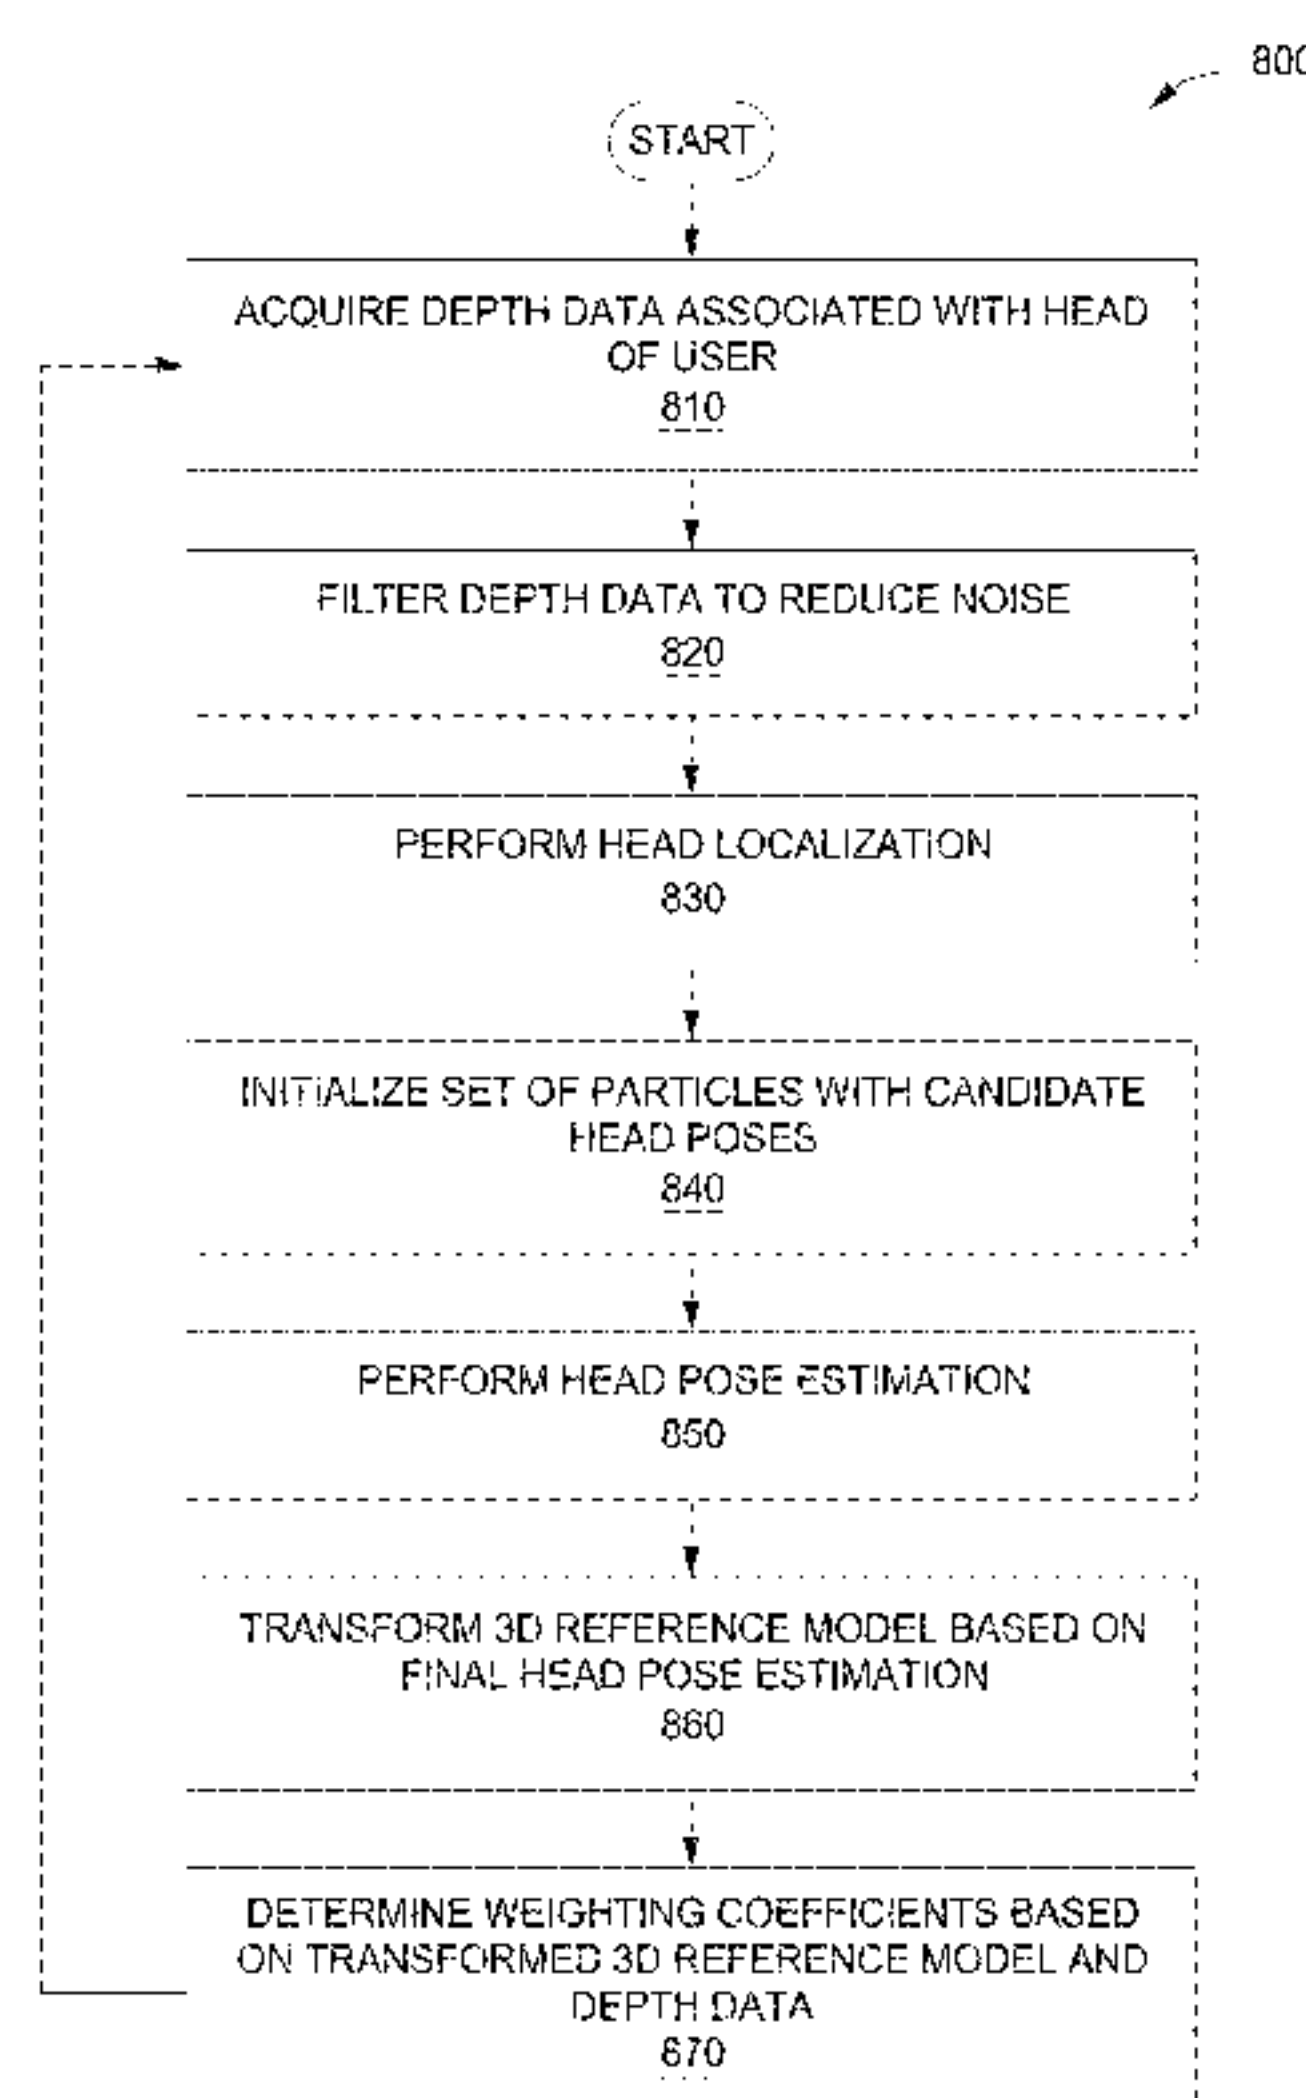 800
START
ACQUIRE DEPTH DATA ASSOCIATED WITH HEAD
OF USER
810
FILTER DEPTH DATA TO REDUCE NOISE
820
PERFORM HEAD LOCALIZATION
830
INITIALIZE SET OF PARTICLES WITH CANDIDATE
HEAD POSES
840
PERFORM HEAD POSE ESTIMATION
850
TRANSFORM 3D REFERENCE MODEL BASED ON
FINAL HEAD POSE ESTIMATION
860
DETERMINE WEIGHTING COEFFICIENTS BASED
ON TRANSFORMED 3D REFERENCE MODEL AND
DEPTH DATA
870